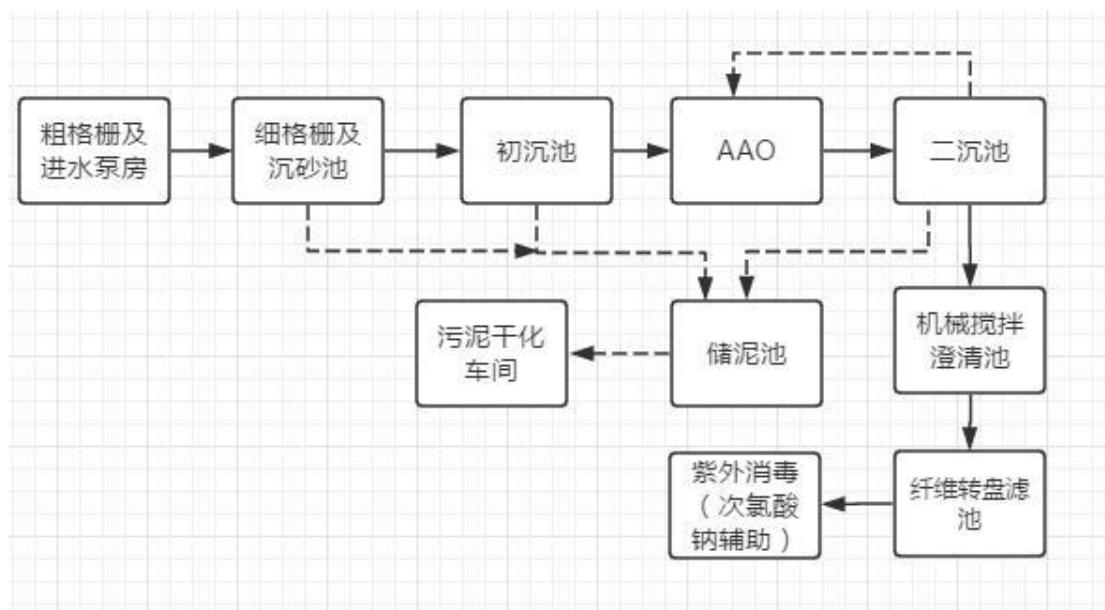 粗格栅及
进水泵房
细格栅及
沉砂池
初沉池
AAO
二沉池
污泥干化
车间
储泥池
机械搅拌
澄清池
紫外消毒
（次氯酸
钠辅助）
纤维转盘滤
池